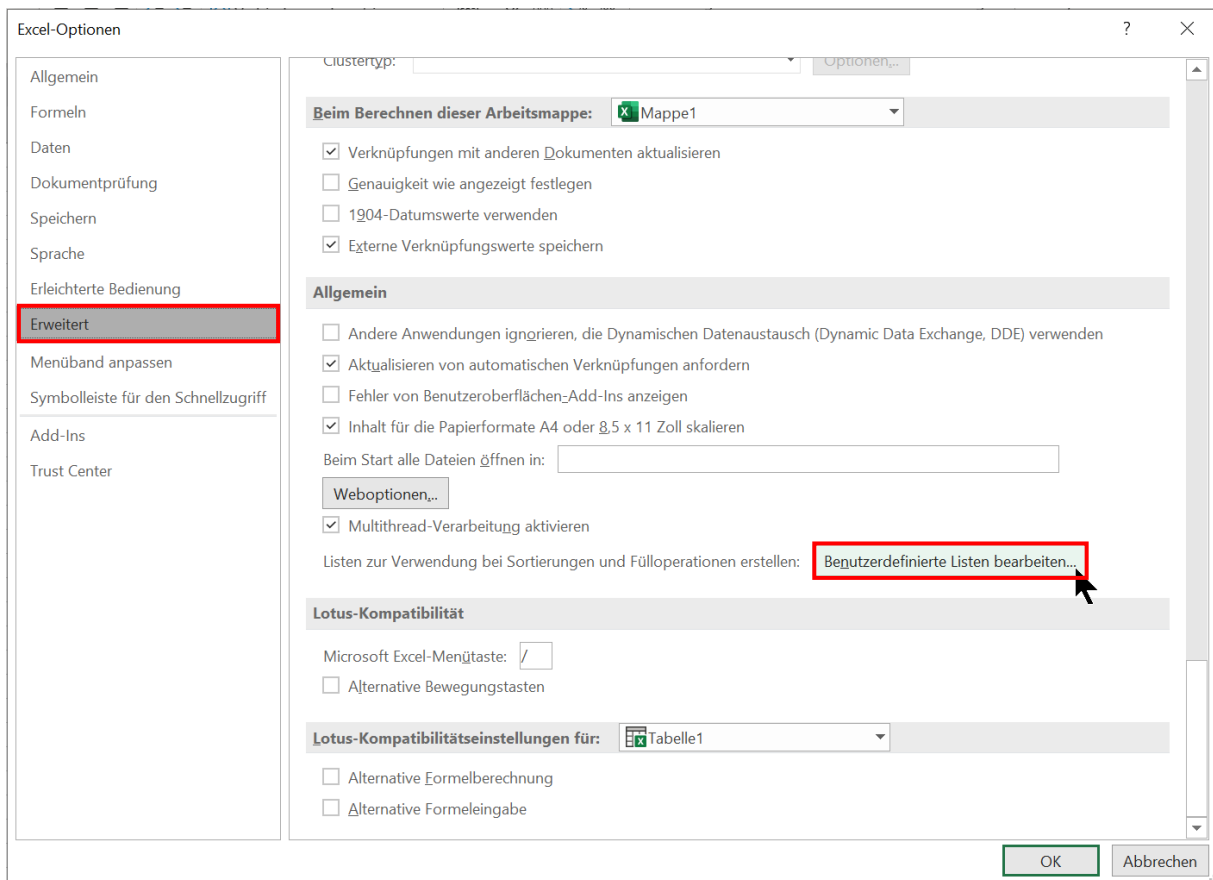 Excel-Optionen
?
Allgemein
Formeln
Daten
Dokumentprüfung
Speichern
Sprache
Erleichterte Bedienung
Erweitert
Menüband anpassen
Symbolleiste für den Schnellzugriff
Add-Ins
Trust Center
Clustertyp:
Optionen...
Beim Berechnen dieser Arbeitsmappe: Mappe1
Verknüpfungen mit anderen Dokumenten aktualisieren
Genauigkeit wie angezeigt festlegen
1904-Datumswerte verwenden
Externe Verknüpfungswerte speichern
Allgemein
Andere Anwendungen ignorieren, die Dynamischen Datenaustausch (Dynamic Data Exchange, DDE) verwenden
Aktualisieren von automatischen Verknüpfungen anfordern
Fehler von Benutzeroberflächen-Add-Ins anzeigen
Inhalt für die Papierformate A4 oder 8,5 x 11 Zoll skalieren
Beim Start alle Dateien öffnen in:
Weboptionen...
Multithread-Verarbeitung aktivieren
Listen zur Verwendung bei Sortierungen und Fülloperationen erstellen: Benutzerdefinierte Listen bearbeiten...
Lotus-Kompatibilität
Microsoft Excel-Menütaste: /
Alternative Bewegungstasten
Lotus-Kompatibilitätseinstellungen für: Tabelle1
Alternative Formelberechnung
Alternative Formeleingabe
OK Abbrechen